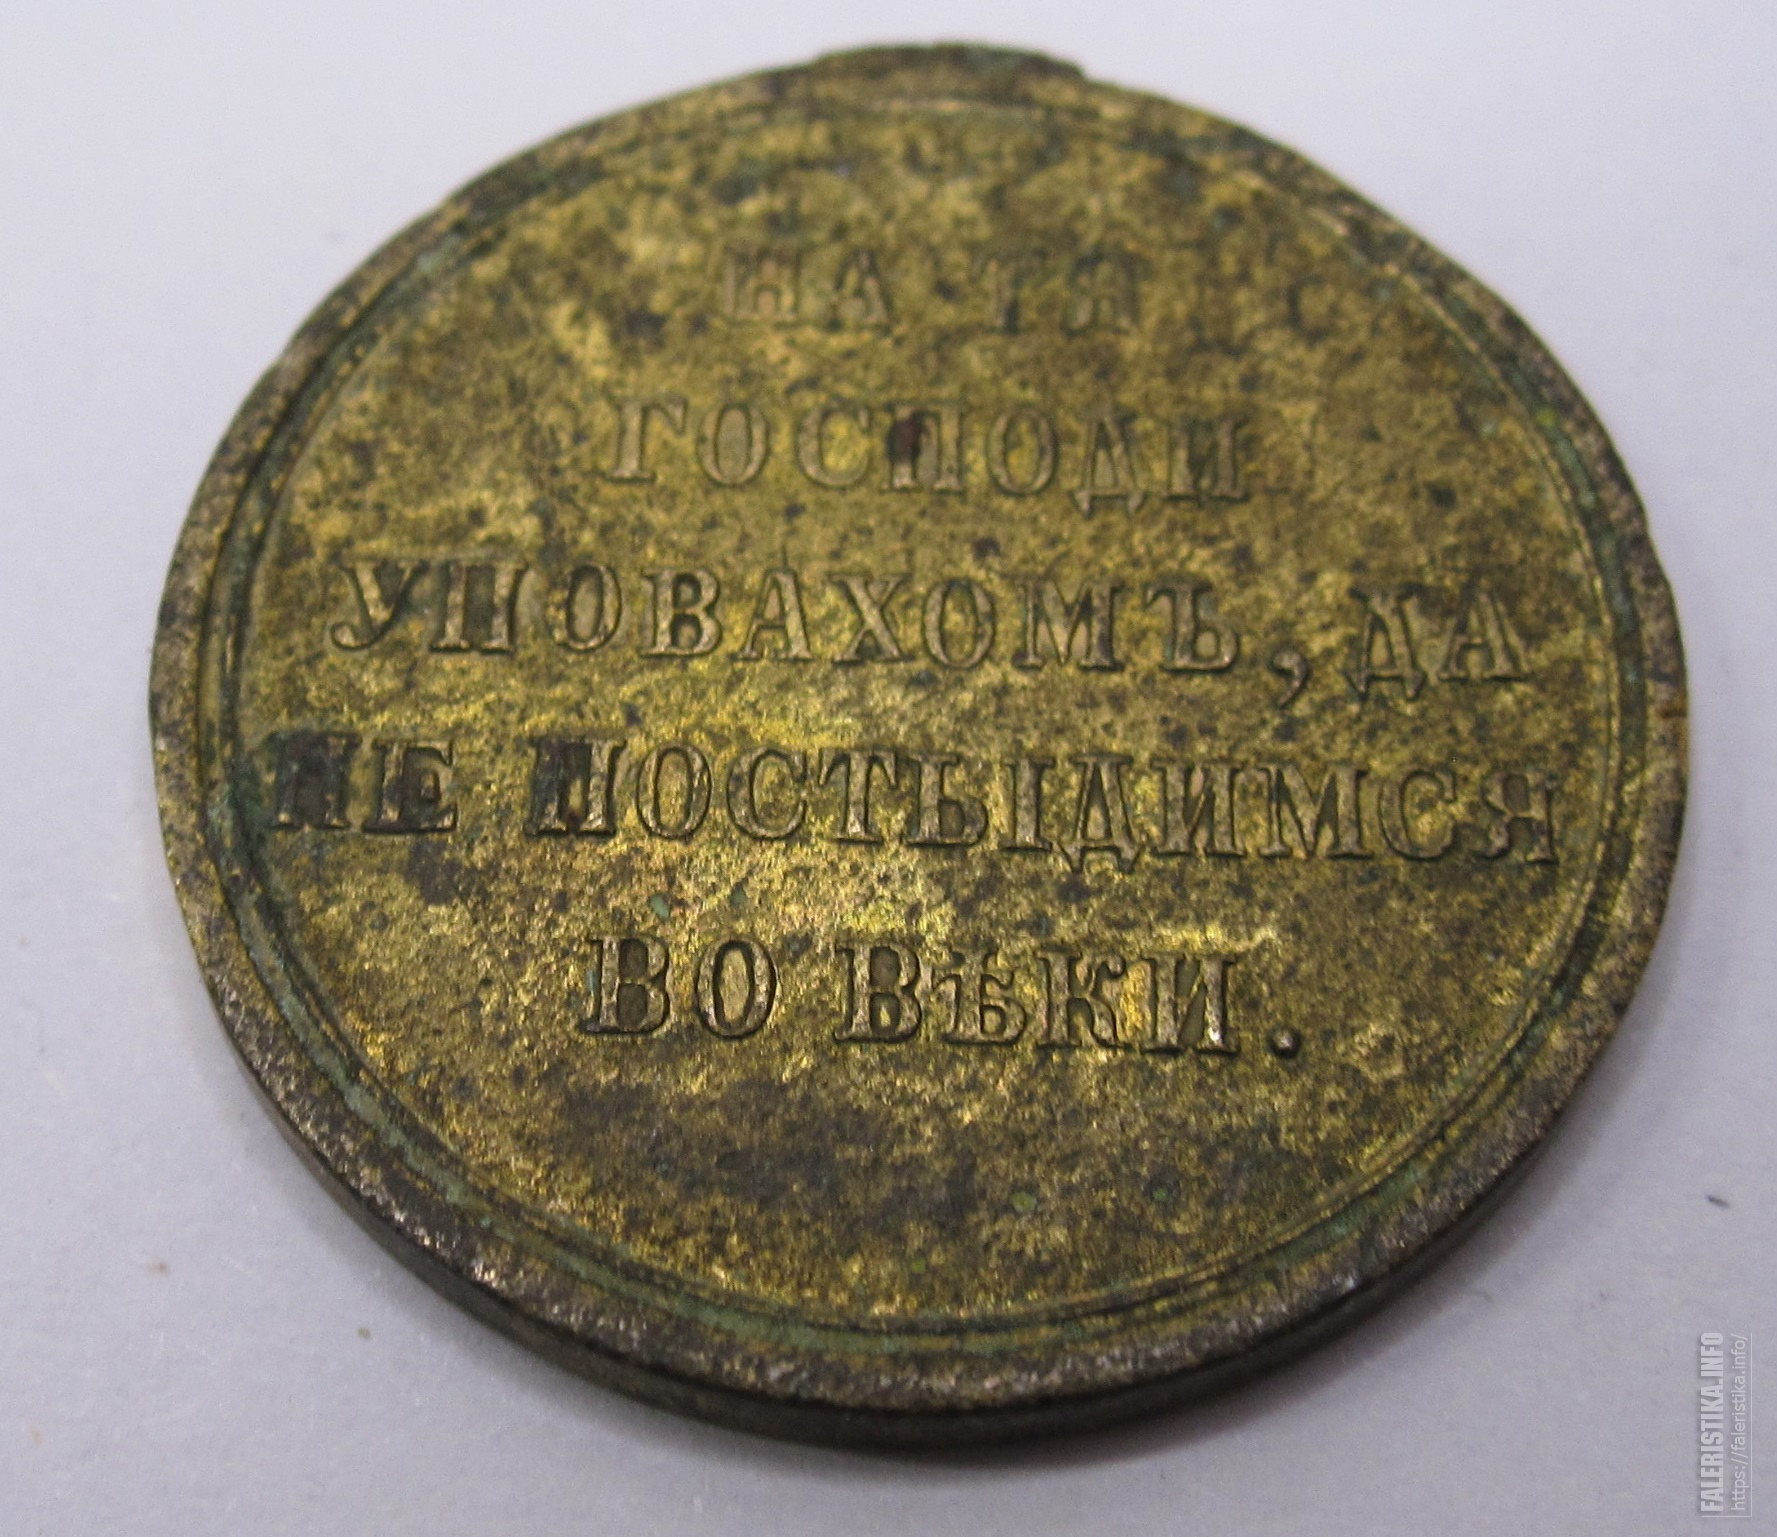 НА ТЯ
ГОСПОДИ
УПОВАХОМЪ, ДА
НЕ ПОСТЫДИМСЯ
ВО ВѢКИ.
FALERISTIKA.INFO
https://faleristika.info/